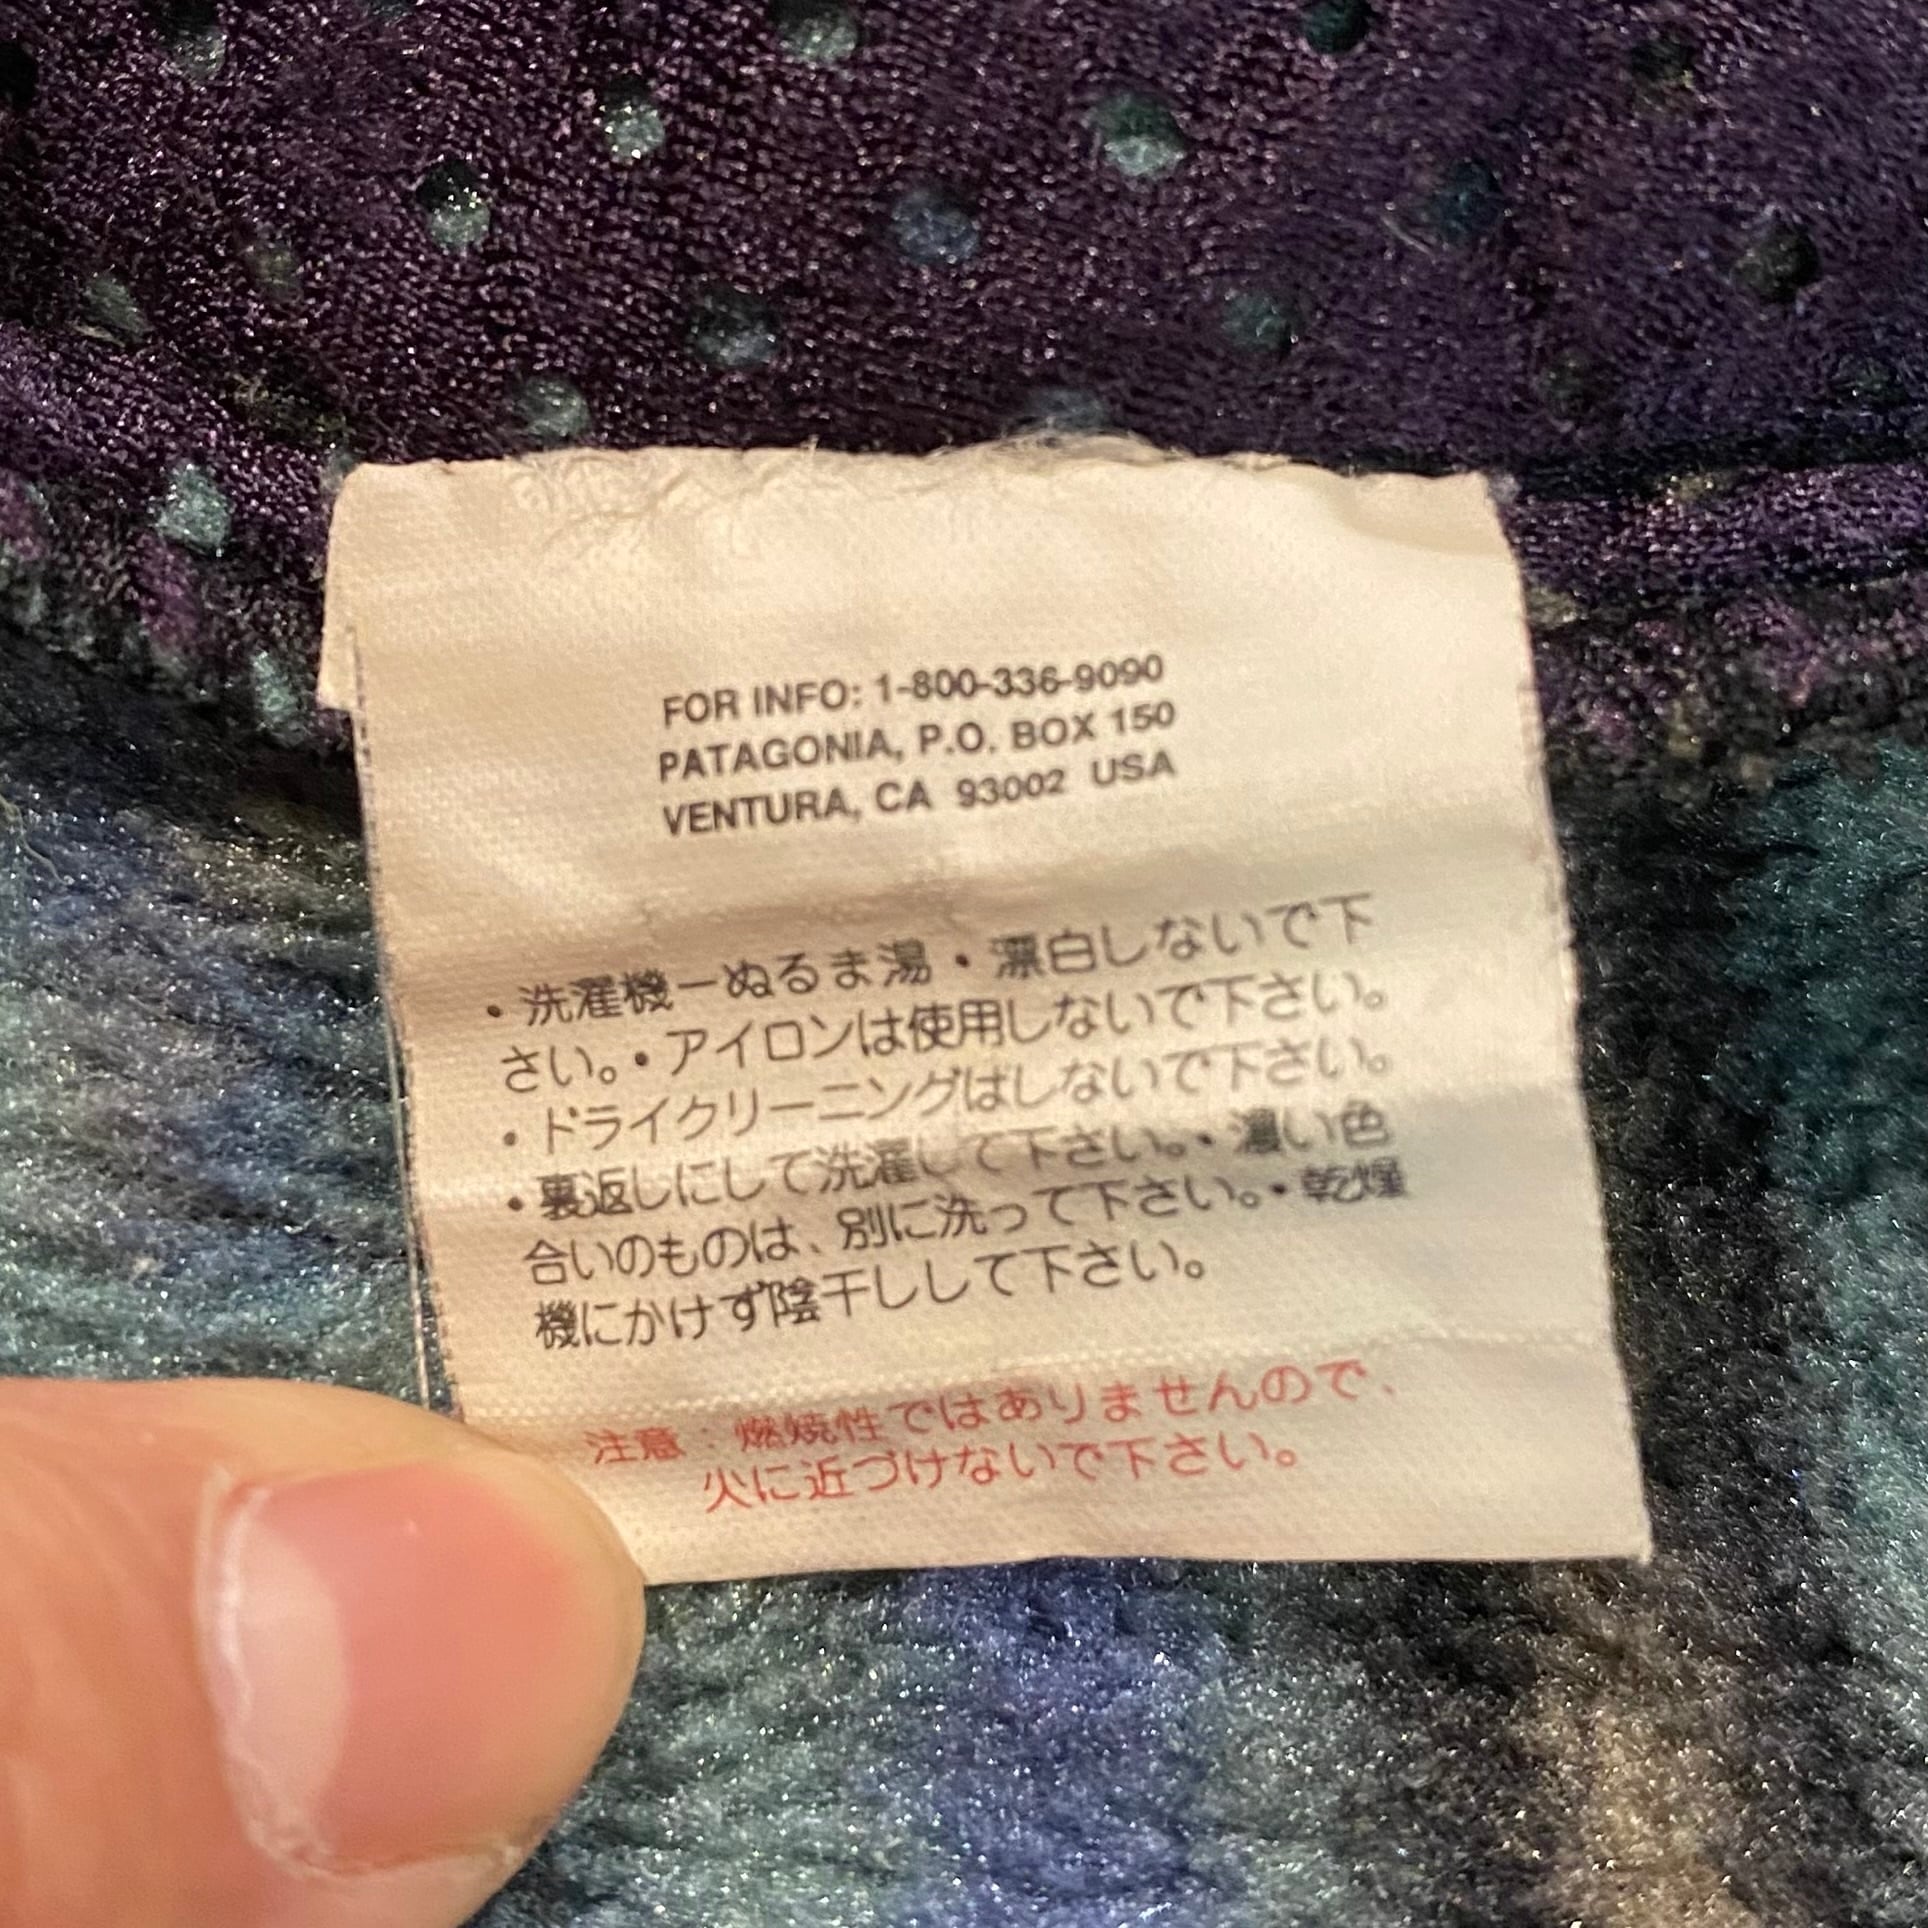 FOR INFO: 1-800-336-9090
PATAGONIA, P.O. BOX 150
VENTURA, CA 93002 USA
・洗濯機ーぬるま湯・漂白しないで下
さい。・アイロンは使用しないで下さい。
・ドライクリーニングはしないで下さい。
・裏返しにして洗濯して下さい。・濃い色
合いのものは、別に洗って下さい。・乾燥
機にかけず陰干しして下さい。
注意：燃焼性ではありませんので、
火に近づけないで下さい。